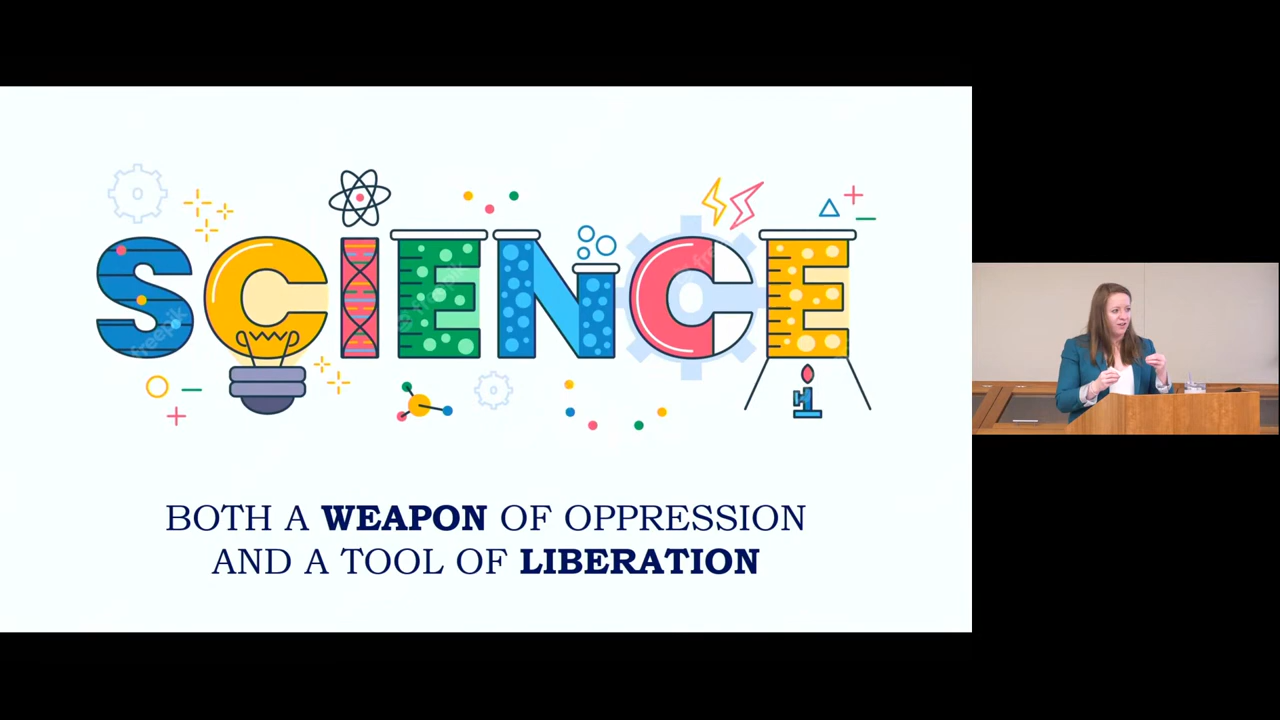 SCIENCE
BOTH A WEAPON OF OPPRESSION
AND A TOOL OF LIBERATION